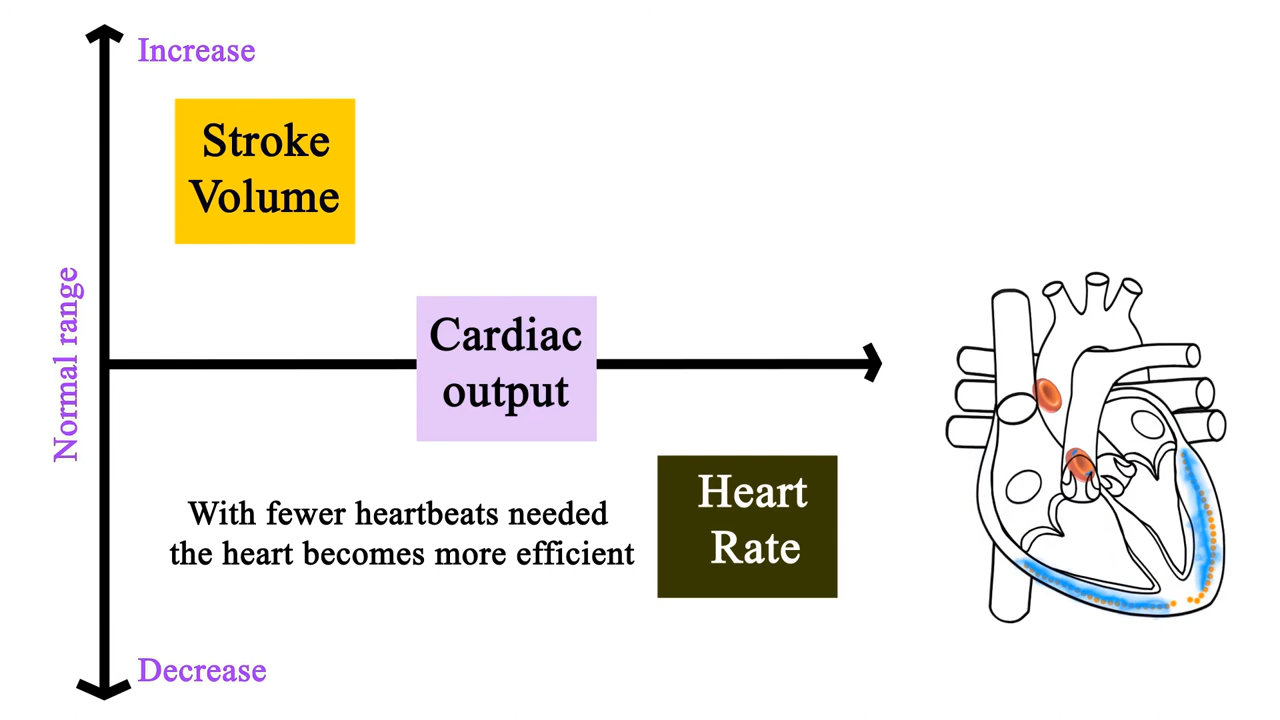 Increase
Stroke
Volume
Normal range
Cardiac
output
Heart
Rate
With fewer heartbeats needed
the heart becomes more efficient
Decrease